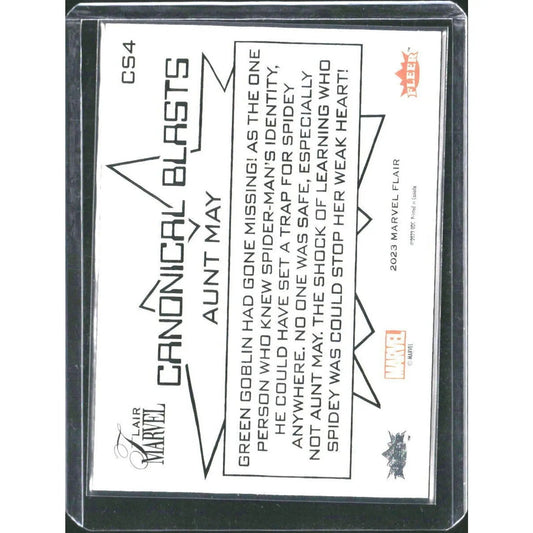 FLAIR
MARVEL
CANONICAL BLASTS
CS4
AUNT MAY
GREEN GOBLIN HAD GONE MISSING! AS THE ONE
PERSON WHO KNEW SPIDER-MAN'S IDENTITY,
HE COULD HAVE SET A TRAP FOR SPIDEY
ANYWHERE. NO ONE WAS SAFE, ESPECIALLY
NOT AUNT MAY. THE SHOCK OF LEARNING WHO
SPIDEY WAS COULD STOP HER WEAK HEART!
MARVEL
© MARVEL
2023 MARVEL FLAIR
FLEER